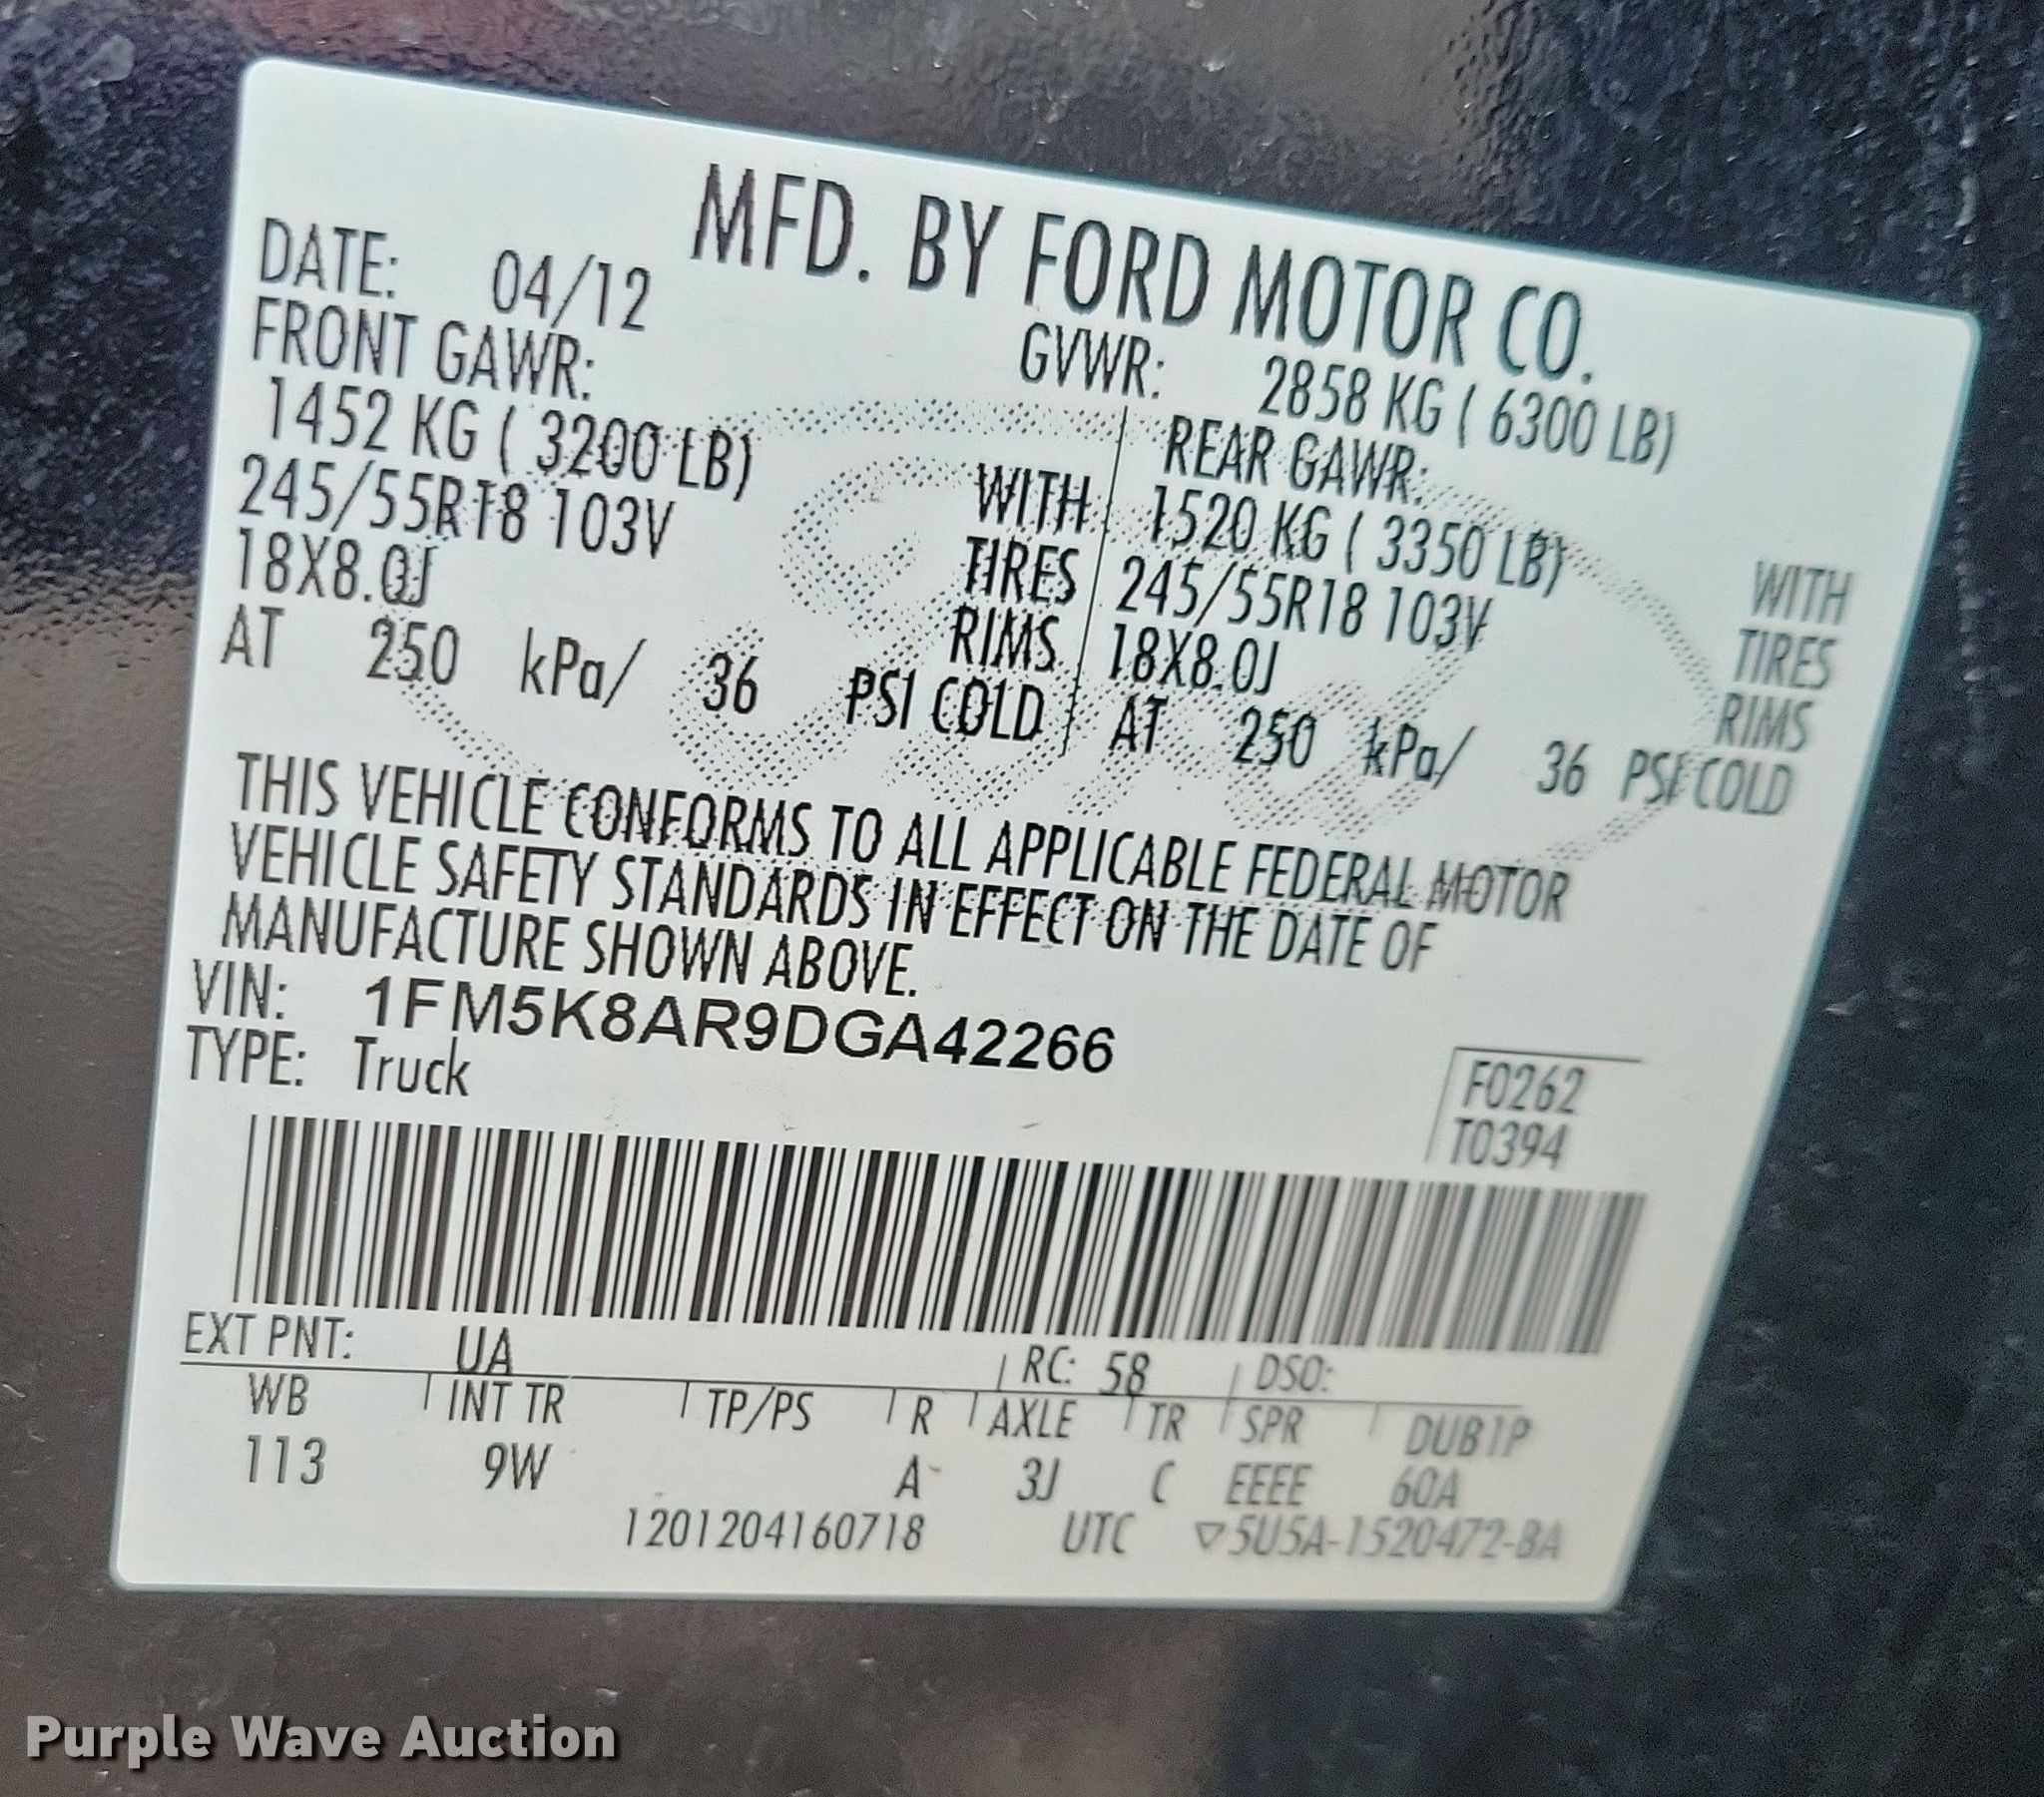 MFD. BY FORD MOTOR CO.
DATE: 04/12 GVWR: 2858 KG ( 6300 LB)
FRONT GAWR: REAR GAWR:
1452 KG ( 3200 LB) WITH 1520 KG ( 3350 LB) WITH
245/55R18 103V TIRES 245/55R18 103V TIRES
18X8.0J RIMS 18X8.0J RIMS
AT 250 kPa/ 36 PSI COLD AT 250 kPa/ 36 PSI COLD
THIS VEHICLE CONFORMS TO ALL APPLICABLE FEDERAL MOTOR
VEHICLE SAFETY STANDARDS IN EFFECT ON THE DATE OF
MANUFACTURE SHOWN ABOVE.
VIN: 1FM5K8AR9DGA42266
TYPE: Truck
F0262
T0394
EXT PNT: UA RC: 58 DSO:
WB INT TR TP/PS R AXLE TR SPR DUB1P
113 9W A 3J C EEEE 60A
1201204160718 UTC ▽5U5A-1520472-BA
Purple Wave Auction